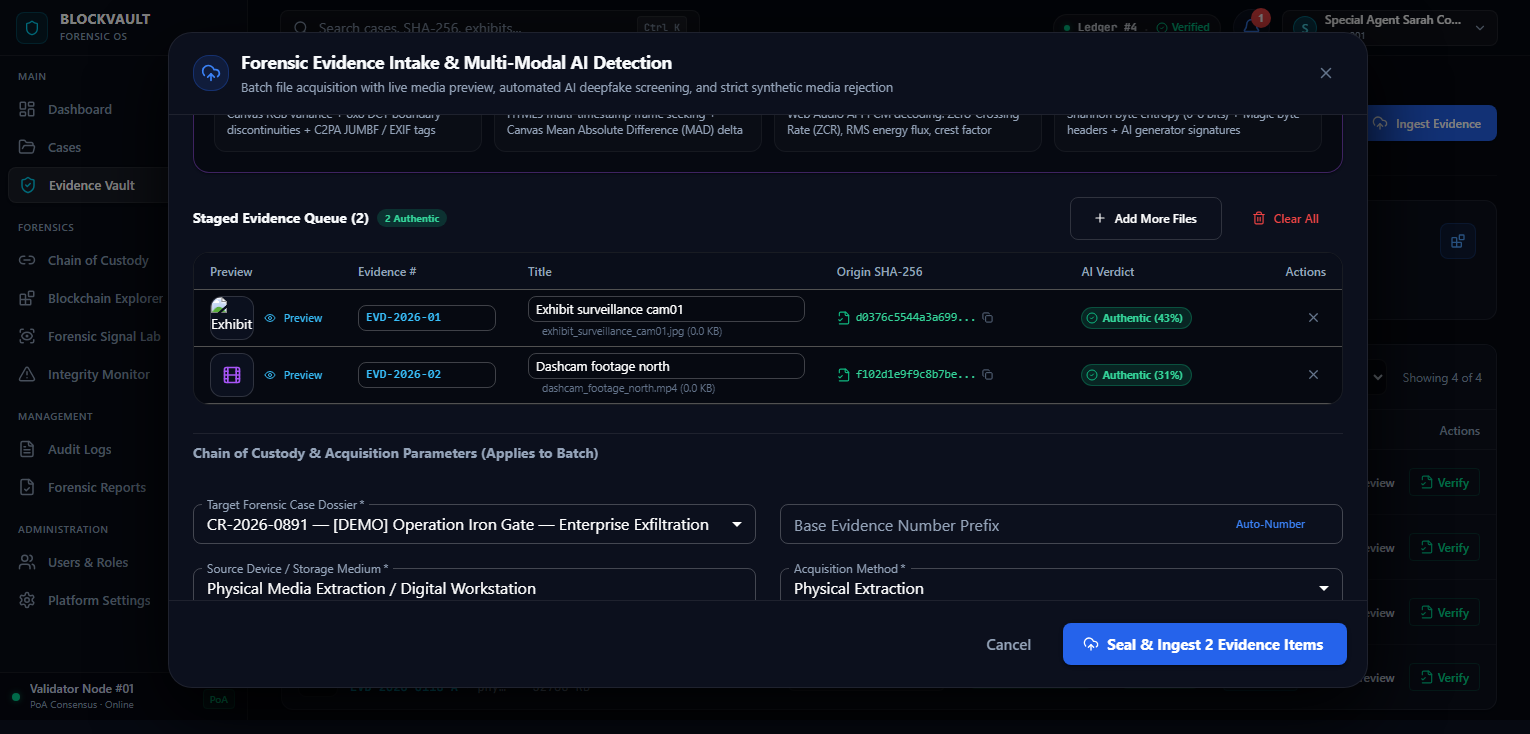 BLOCKVAULT
FORENSIC OS
Search cases, SHA-256, exhibits...
Ctrl K
Ledger #4
Verified
1
S
Special Agent Sarah Co...
MAIN
Dashboard
Cases
Evidence Vault
FORENSICS
Chain of Custody
Blockchain Explorer
Forensic Signal Lab
Integrity Monitor
MANAGEMENT
Audit Logs
Forensic Reports
ADMINISTRATION
Users & Roles
Platform Settings
Validator Node #01
PoA Consensus · Online
PoA
Forensic Evidence Intake & Multi-Modal AI Detection
Batch file acquisition with live media preview, automated AI deepfake screening, and strict synthetic media rejection
Ingest Evidence
Canvas RGB variance + 8x8 DCT boundary
discontinuities + C2PA JUMBF / EXIF tags
HTML5 multi-timestamp frame seeking +
Canvas Mean Absolute Difference (MAD) delta
Web Audio API PCM decoding: Zero-Crossing
Rate (ZCR), RMS energy flux, crest factor
Shannon byte entropy (0-8 bits) + Magic byte
headers + AI generator signatures
Staged Evidence Queue (2)
2 Authentic
+ Add More Files
Clear All
Preview
Evidence #
Title
Origin SHA-256
AI Verdict
Actions
Exhibit
Preview
EVD-2026-01
Exhibit surveillance cam01
exhibit_surveillance_cam01.jpg (0.0 KB)
d0376c5544a3a699...
Authentic (43%)
Preview
EVD-2026-02
Dashcam footage north
dashcam_footage_north.mp4 (0.0 KB)
f102d1e9f9c8b7be...
Authentic (31%)
Showing 4 of 4
Actions
Verify
Verify
Verify
Verify
Chain of Custody & Acquisition Parameters (Applies to Batch)
Target Forensic Case Dossier *
CR-2026-0891 — [DEMO] Operation Iron Gate — Enterprise Exfiltration
Base Evidence Number Prefix
Auto-Number
Source Device / Storage Medium *
Physical Media Extraction / Digital Workstation
Acquisition Method *
Physical Extraction
Cancel
Seal & Ingest 2 Evidence Items